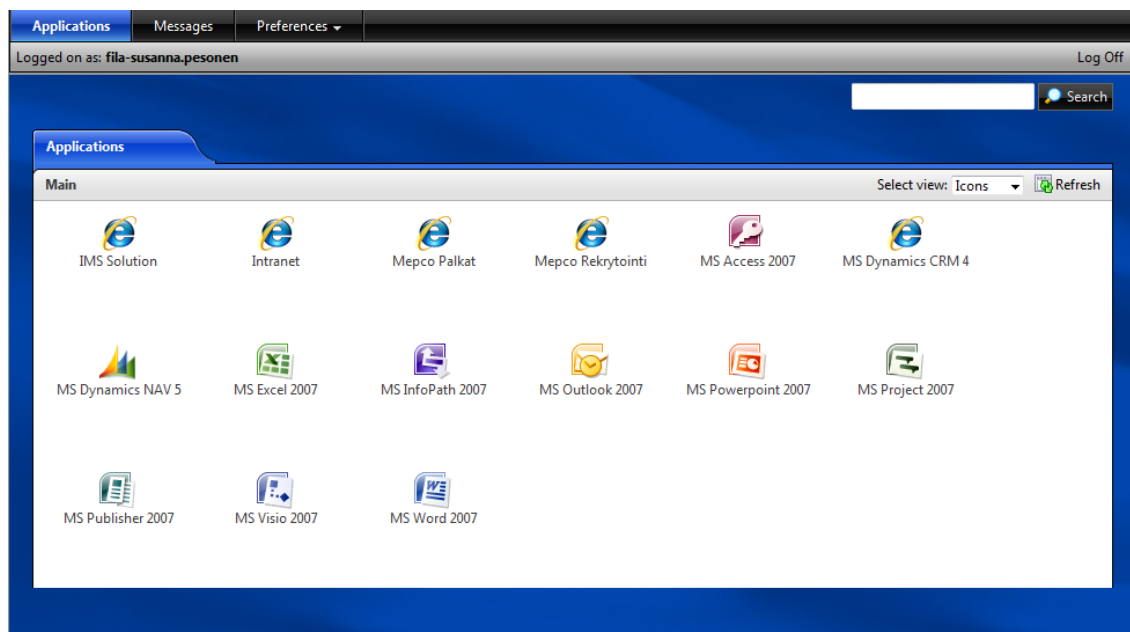 Applications Messages Preferences
Logged on as: fila-susanna.pesonen Log Off
Search
Applications
Main Select view: Icons Refresh
IMS Solution Intranet Mepco Palkat Mepco Rekrytointi MS Access 2007 MS Dynamics CRM 4
MS Dynamics NAV 5 MS Excel 2007 MS InfoPath 2007 MS Outlook 2007 MS Powerpoint 2007 MS Project 2007
MS Publisher 2007 MS Visio 2007 MS Word 2007